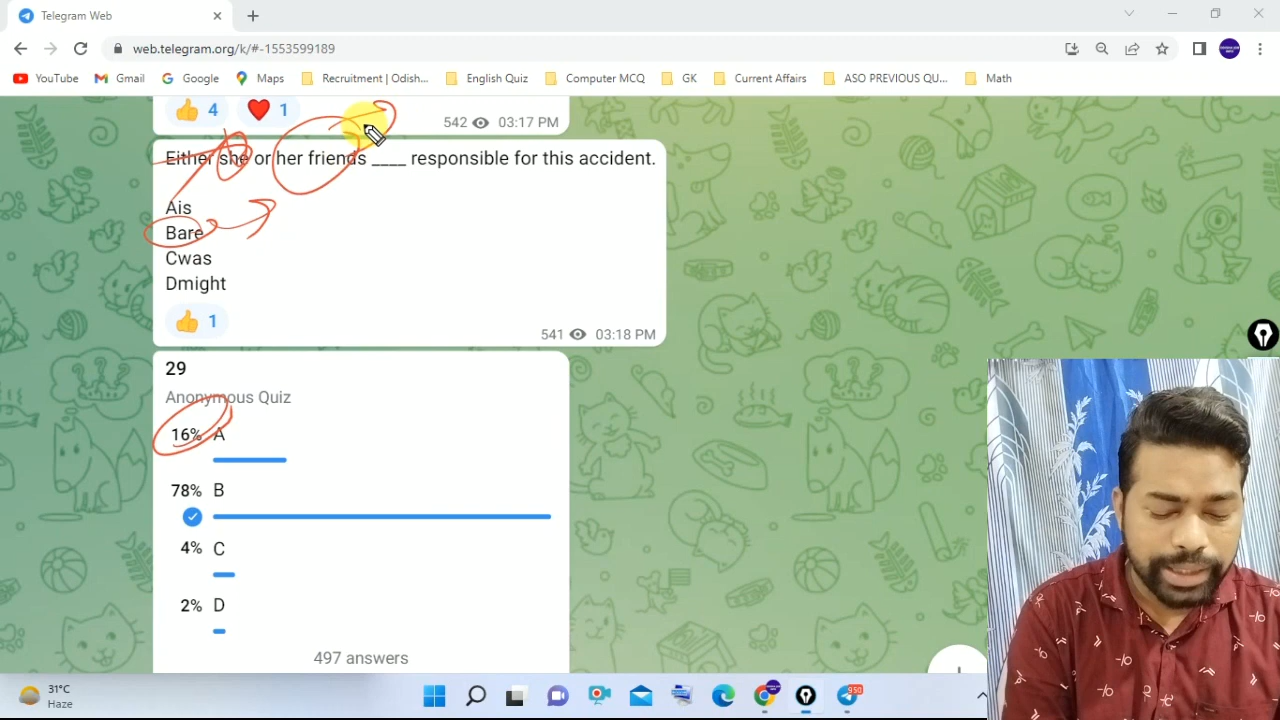 Telegram Web
web.telegram.org/k/#-1553599189
YouTube Gmail Google Maps Recruitment | Odish... English Quiz Computer MCQ GK Current Affairs ASO PREVIOUS QU... Math
4 1 542 03:17 PM
Either she or her friends ____ responsible for this accident.
Ais
Bare
Cwas
Dmight
1
541 03:18 PM
29
Anonymous Quiz
16% A
78% B
4% C
2% D
497 answers
31°C
Haze
950